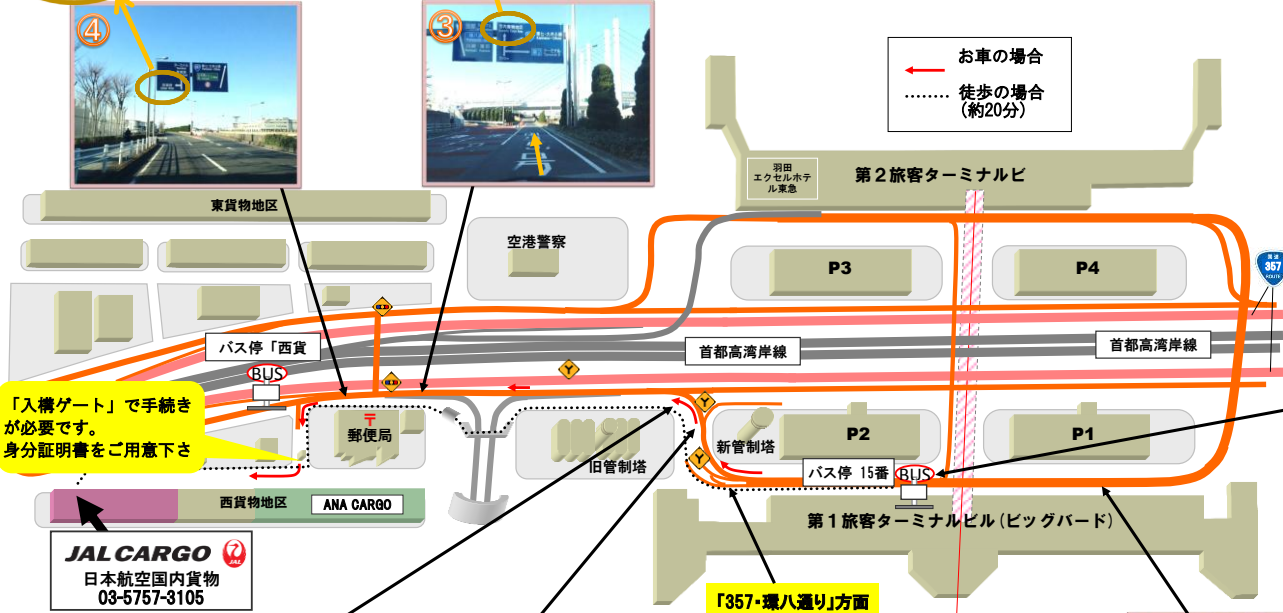 ④
③
お車の場合
徒歩の場合
(約20分)
羽田
エクセルホテ
ル東急
第2旅客ターミナルビ
東貨物地区
空港警察
P3
P4
国道
357
ROUTE
バス停「西貨
BUS
首都高湾岸線
首都高湾岸線
「入構ゲート」で手続き
が必要です。
身分証明書をご用意下さ
〒
郵便局
旧管制塔
新管制塔
P2
P1
バス停 15番
BUS
西貨物地区
ANA CARGO
第1旅客ターミナルビル(ビッグバード)
JAL CARGO
JAL
日本航空国内貨物
03-5757-3105
「357・環八通り」方面